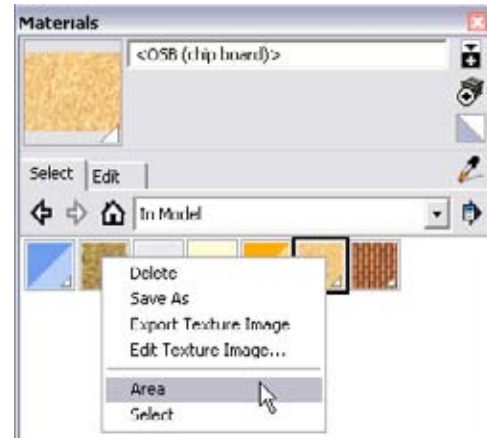 Materials
<OSB (chip board)>
Select Edit
In Model
Delete
Save As
Export Texture Image
Edit Texture Image...
Area
Select